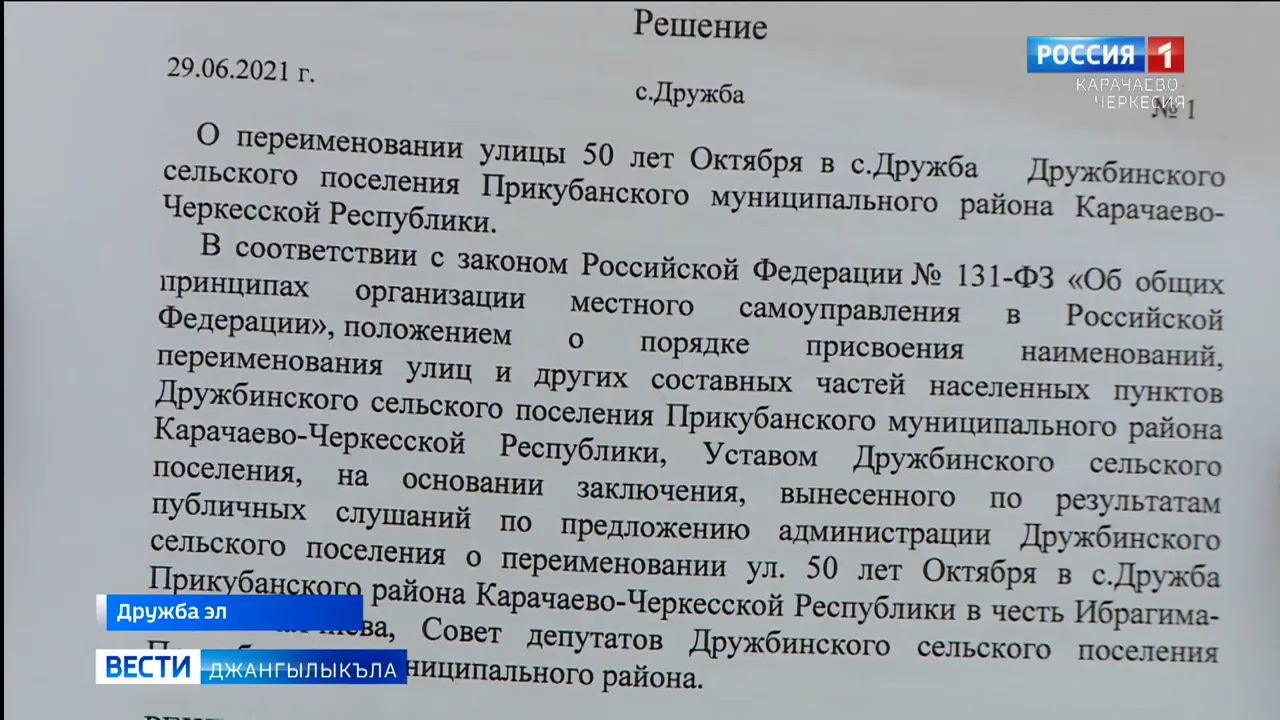 Решение
РОССИЯ 1
КАРАЧАЕВО-
ЧЕРКЕСИЯ
29.06.2021 г.
с.Дружба
№ 1
О переименовании улицы 50 лет Октября в с.Дружба Дружбинского
сельского поселения Прикубанского муниципального района Карачаево-
Черкесской Республики.
В соответствии с законом Российской Федерации № 131-ФЗ «Об общих
принципах организации местного самоуправления в Российской
Федерации», положением о порядке присвоения наименований,
переименования улиц и других составных частей населенных пунктов
Дружбинского сельского поселения Прикубанского муниципального района
Карачаево-Черкесской Республики, Уставом Дружбинского сельского
поселения, на основании заключения, вынесенного по результатам
публичных слушаний по предложению администрации Дружбинского
сельского поселения о переименовании ул. 50 лет Октября в с.Дружба
Прикубанского района Карачаево-Черкесской Республики в честь Ибрагима-
Совет депутатов Дружбинского сельского поселения
района.
Дружба эл
ВЕСТИ ДЖАНГЫЛЫКЪЛА